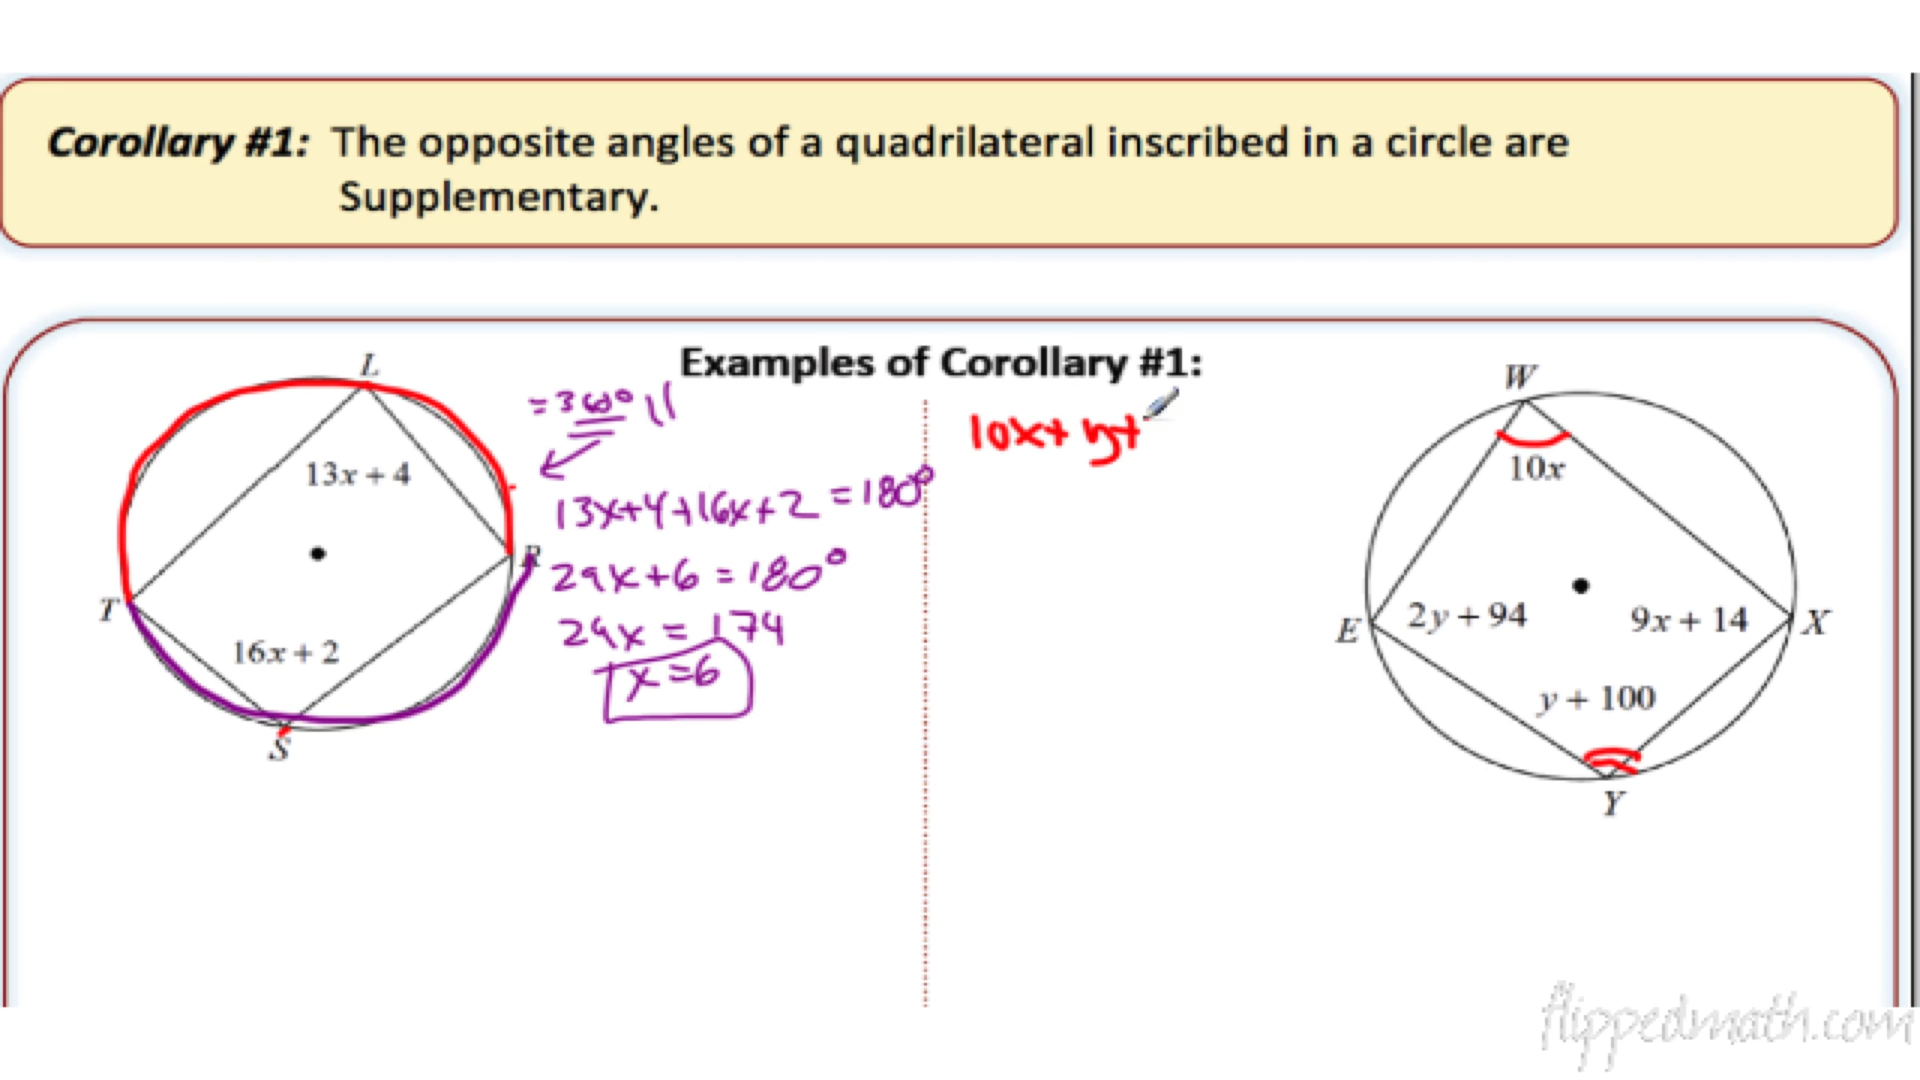 Corollary #1: The opposite angles of a quadrilateral inscribed in a circle are
Supplementary.
Examples of Corollary #1:
L
13x + 4
T
R
16x + 2
S
= 360°
13x+4+16x+2 = 180°
29x+6 = 180°
29x = 174
x = 6
10x+ y+
W
10x
E
2y + 94
9x + 14
X
y + 100
Y
flippedmath.com